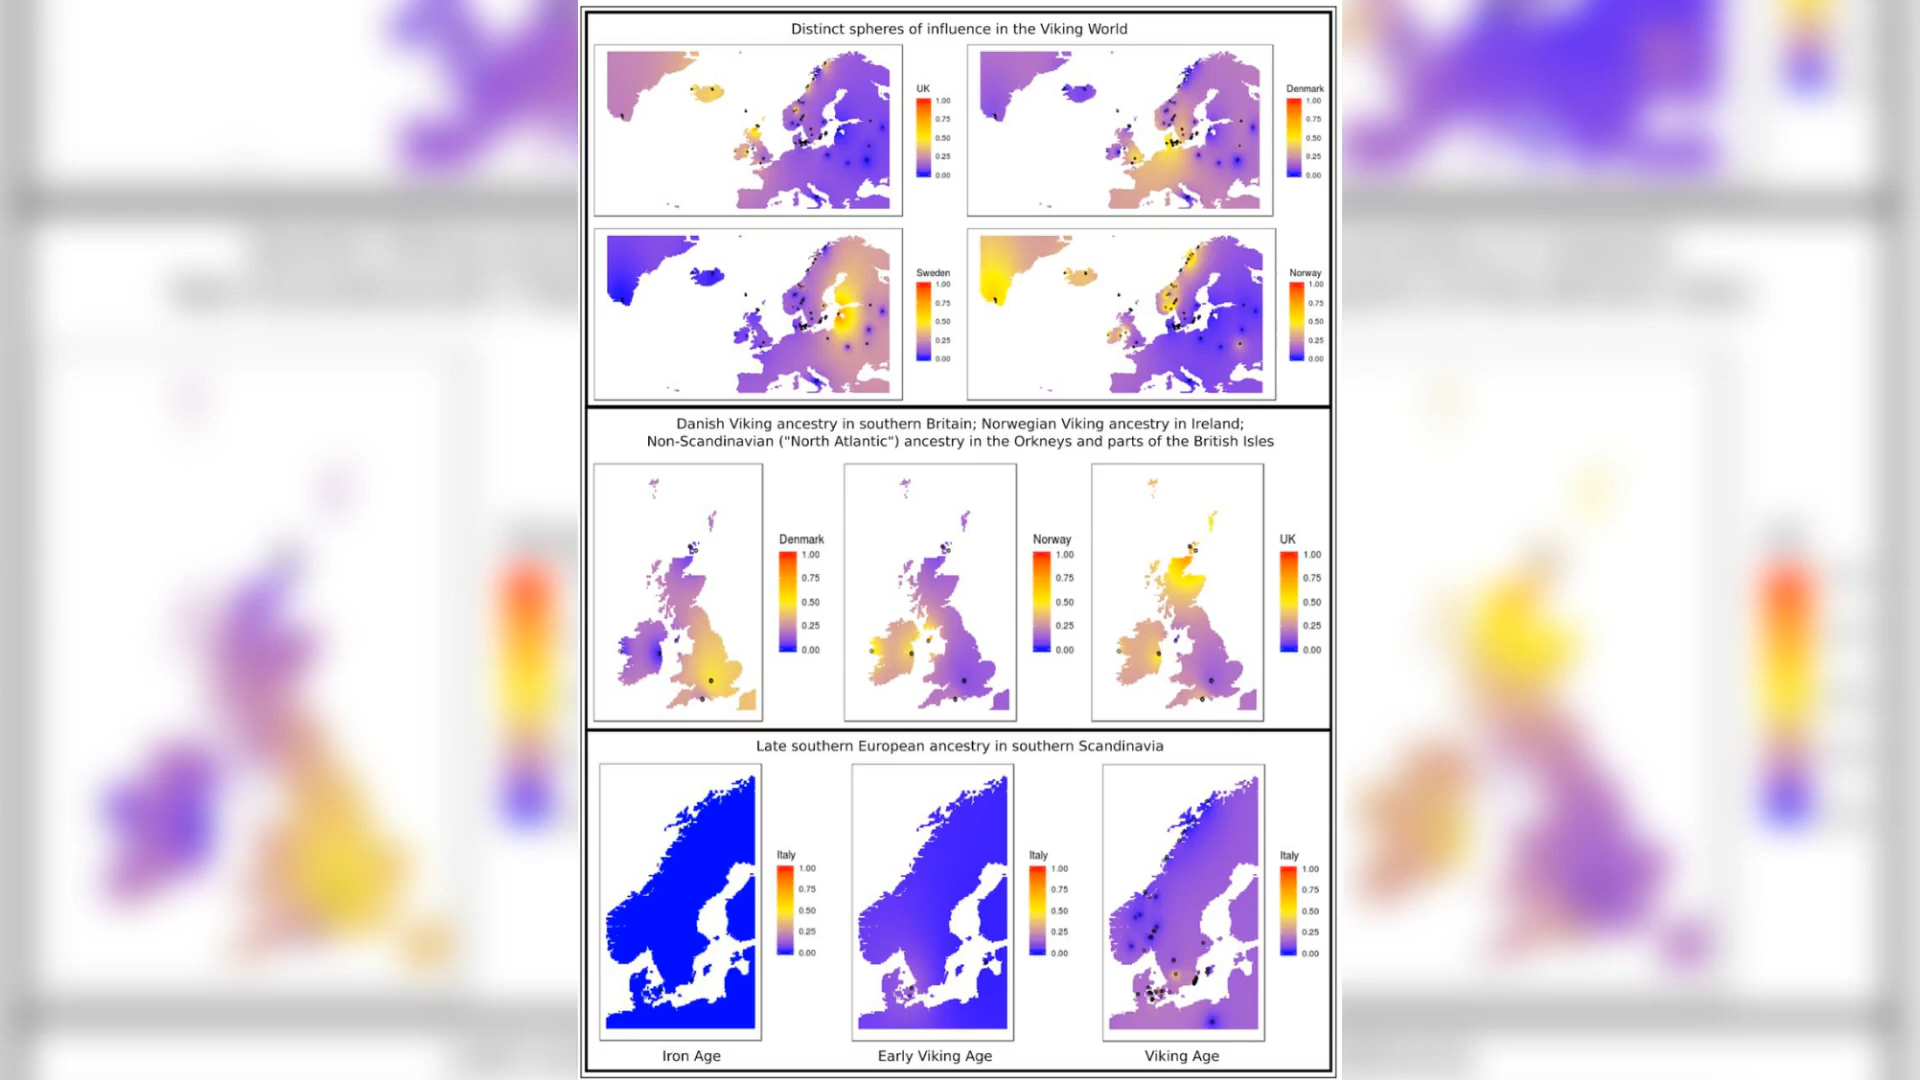 Distinct spheres of influence in the Viking World
UK
1.00
0.75
0.50
0.25
0.00
Denmark
1.00
0.75
0.50
0.25
0.00
Sweden
1.00
0.75
0.50
0.25
0.00
Norway
1.00
0.75
0.50
0.25
0.00
Danish Viking ancestry in southern Britain; Norwegian Viking ancestry in Ireland;
Non-Scandinavian ("North Atlantic") ancestry in the Orkneys and parts of the British Isles
Denmark
1.00
0.75
0.50
0.25
0.00
Norway
1.00
0.75
0.50
0.25
0.00
UK
1.00
0.75
0.50
0.25
0.00
Late southern European ancestry in southern Scandinavia
Italy
1.00
0.75
0.50
0.25
0.00
Italy
1.00
0.75
0.50
0.25
0.00
Italy
1.00
0.75
0.50
0.25
0.00
Iron Age
Early Viking Age
Viking Age